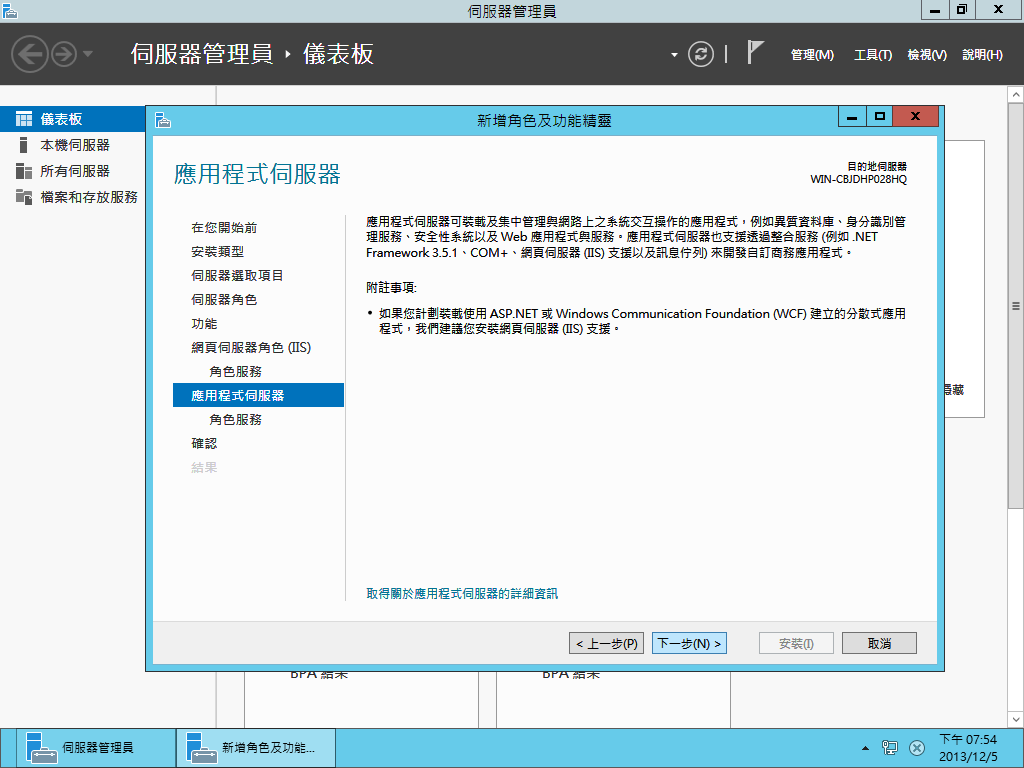 伺服器管理員
伺服器管理員 ‣ 儀表板
管理(M) 工具(T) 檢視(V) 說明(H)
儀表板
本機伺服器
所有伺服器
檔案和存放服務
新增角色及功能精靈
應用程式伺服器
目的地伺服器
WIN-CBJDHP028HQ
在您開始前
安裝類型
伺服器選取項目
伺服器角色
功能
網頁伺服器角色 (IIS)
角色服務
應用程式伺服器
角色服務
確認
結果
應用程式伺服器可裝載及集中管理與網路上之系統交互操作的應用程式，例如異質資料庫、身分識別管
理服務、安全性系統以及 Web 應用程式與服務。應用程式伺服器也支援透過整合服務 (例如 .NET
Framework 3.5.1、COM+、網頁伺服器 (IIS) 支援以及訊息佇列) 來開發自訂商務應用程式。
附註事項:
• 如果您計劃裝載使用 ASP.NET 或 Windows Communication Foundation (WCF) 建立的分散式應用
程式，我們建議您安裝網頁伺服器 (IIS) 支援。
取得關於應用程式伺服器的詳細資訊
< 上一步(P) 下一步(N) > 安裝(I) 取消
隱藏
BPA 結果 BPA 結果
伺服器管理員 新增角色及功能...
下午 07:54
2013/12/5